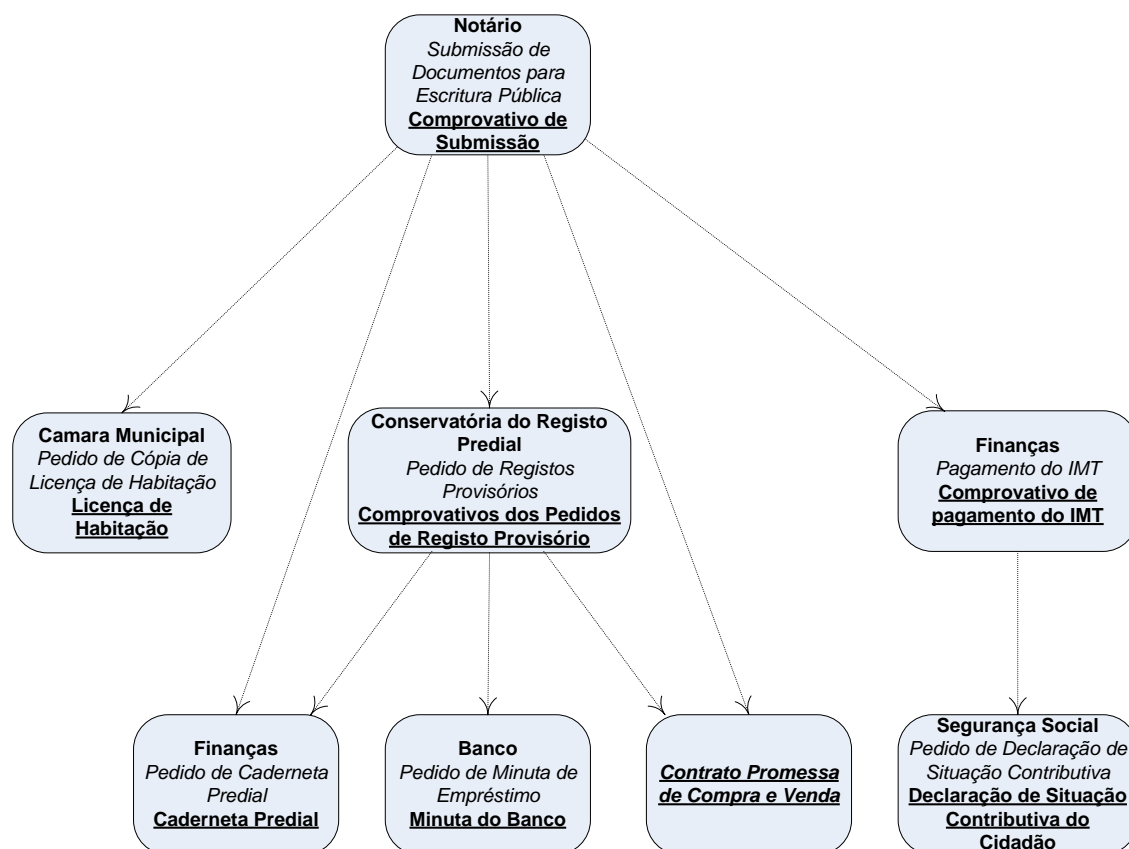 Notário
Submissão de
Documentos para
Escritura Pública
Comprovativo de
Submissão
Camara Municipal
Pedido de Cópia de
Licença de Habitação
Licença de
Habitação
Conservatória do Registo
Predial
Pedido de Registos
Provisórios
Comprovativos dos Pedidos
de Registo Provisório
Finanças
Pagamento do IMT
Comprovativo de
pagamento do IMT
Finanças
Pedido de Caderneta
Predial
Caderneta Predial
Banco
Pedido de Minuta de
Empréstimo
Minuta do Banco
Contrato Promessa
de Compra e Venda
Segurança Social
Pedido de Declaração de
Situação Contributiva
Declaração de Situação
Contributiva do
Cidadão